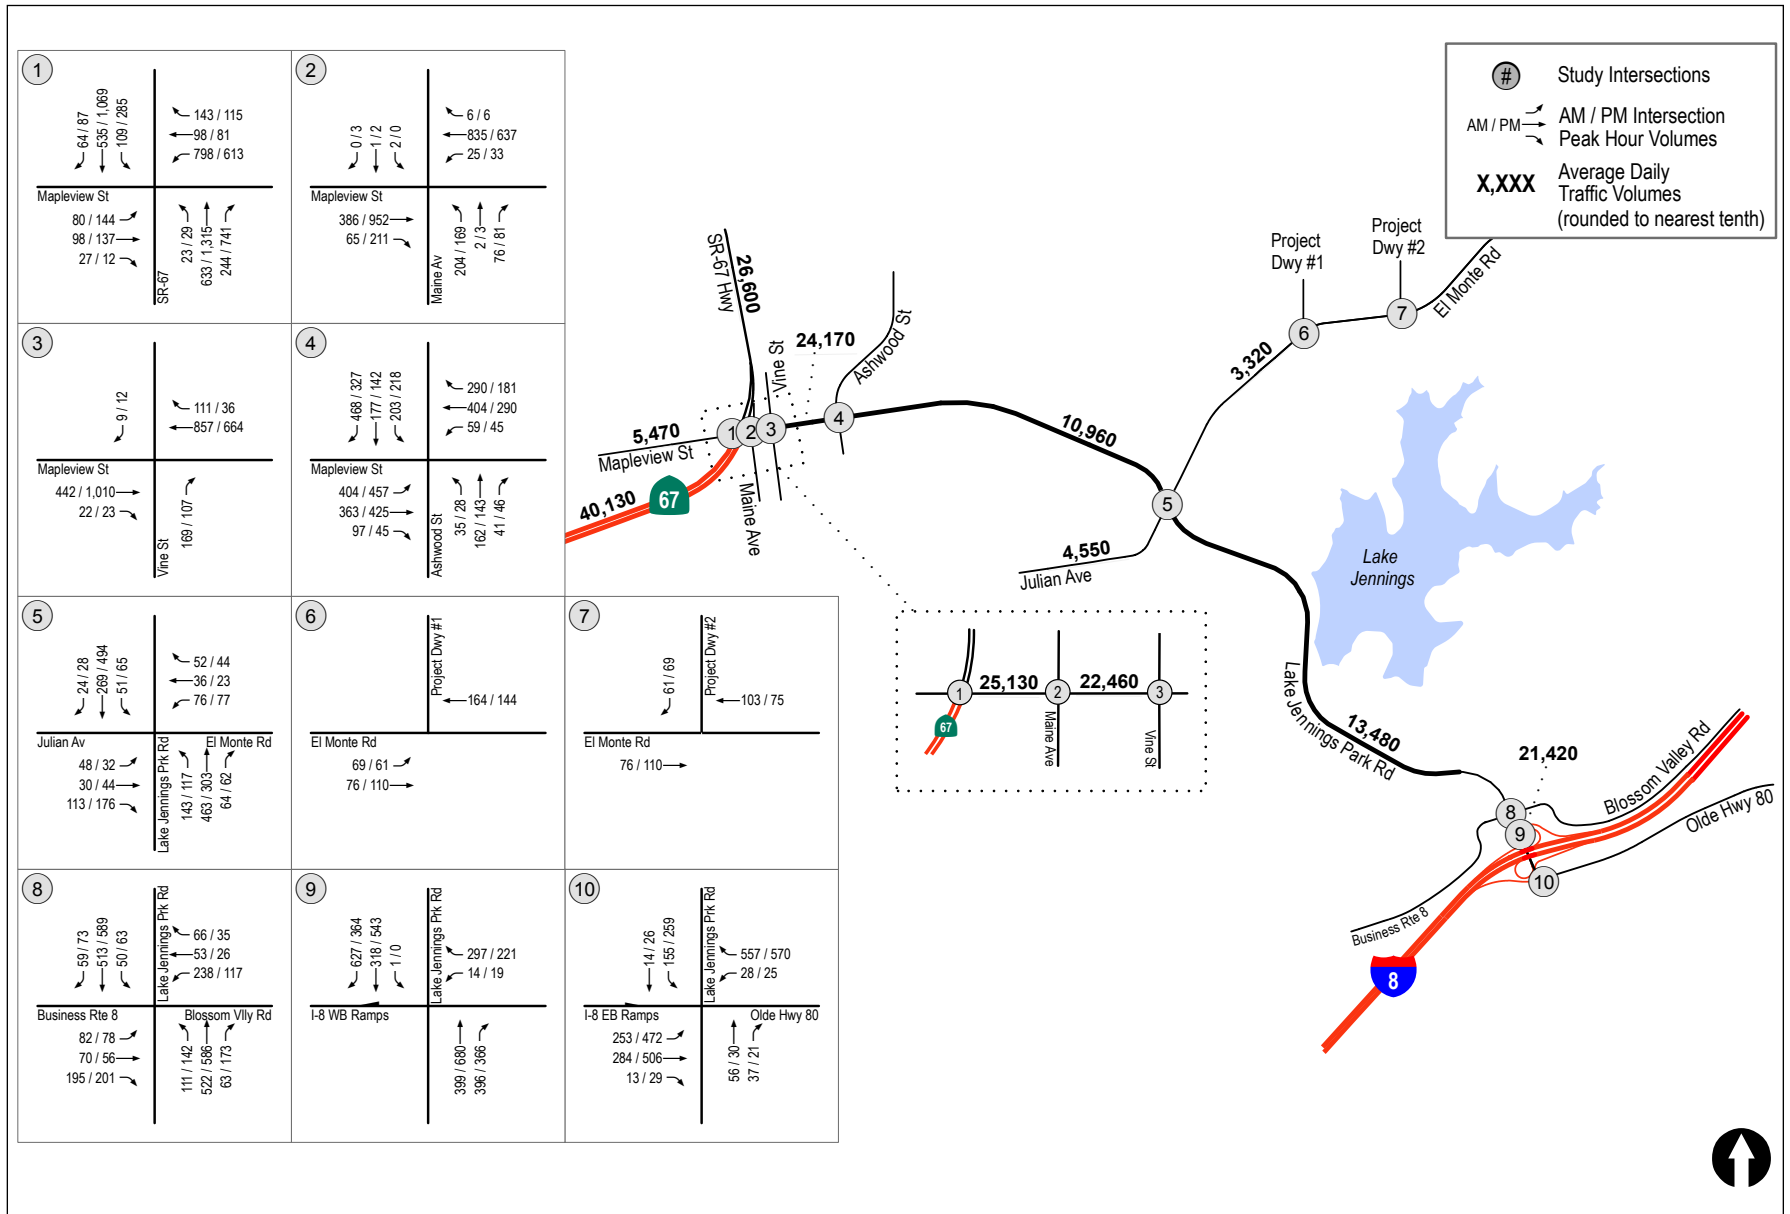 1
64 / 87
535 / 1,069
109 / 285
143 / 115
98 / 81
798 / 613
Mapleview St
80 / 144
98 / 137
27 / 12
SR-67
23 / 29
633 / 1,315
244 / 741
2
0 / 3
1 / 2
2 / 0
6 / 6
835 / 637
25 / 33
Mapleview St
386 / 952
65 / 211
Maine Av
204 / 169
2 / 3
76 / 81
3
9 / 12
111 / 36
857 / 664
Mapleview St
442 / 1,010
22 / 23
Vine St
169 / 107
4
468 / 327
177 / 142
203 / 218
290 / 181
404 / 290
59 / 45
Mapleview St
404 / 457
363 / 425
97 / 45
Ashwood St
35 / 28
162 / 143
41 / 46
5
24 / 28
269 / 494
51 / 65
52 / 44
36 / 23
76 / 77
Julian Av
El Monte Rd
48 / 32
30 / 44
113 / 176
Lake Jennings Prk Rd
143 / 117
463 / 303
64 / 62
6
Project Dwy #1
164 / 144
El Monte Rd
69 / 61
76 / 110
7
61 / 69
Project Dwy #2
103 / 75
El Monte Rd
76 / 110
8
59 / 73
513 / 589
50 / 63
Lake Jennings Prk Rd
66 / 35
53 / 26
238 / 117
Business Rte 8
Blossom Vlly Rd
82 / 78
70 / 56
195 / 201
111 / 142
522 / 586
63 / 173
9
627 / 364
318 / 543
1 / 0
Lake Jennings Prk Rd
297 / 221
14 / 19
I-8 WB Ramps
399 / 680
396 / 366
10
14 / 26
155 / 259
Lake Jennings Prk Rd
557 / 570
28 / 25
I-8 EB Ramps
Olde Hwy 80
253 / 472
284 / 506
13 / 29
56 / 30
37 / 21
#
Study Intersections
AM / PM
AM / PM Intersection
Peak Hour Volumes
X,XXX
Average Daily
Traffic Volumes
(rounded to nearest tenth)
SR-67 Hwy
26,600
Vine St
24,170
Ashwood St
5,470
Mapleview St
1
2
3
4
40,130
67
Maine Ave
10,960
5
4,550
Julian Ave
3,320
Project
Dwy #1
Project
Dwy #2
6
7
El Monte Rd
Lake
Jennings
1
25,130
2
22,460
3
67
Maine Ave
Vine St
Lake Jennings Park Rd
13,480
21,420
8
9
10
Blossom Valley Rd
Olde Hwy 80
Business Rte 8
8